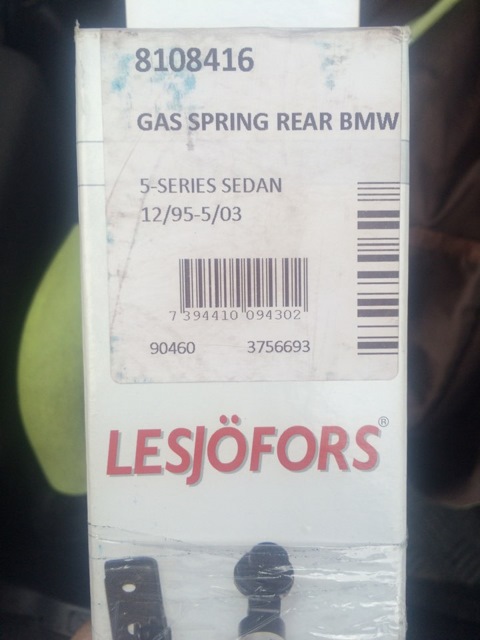 8108416
GAS SPRING REAR BMW
5-SERIES SEDAN
12/95-5/03
7 394410 094302
90460 3756693
LESJÖFORS®